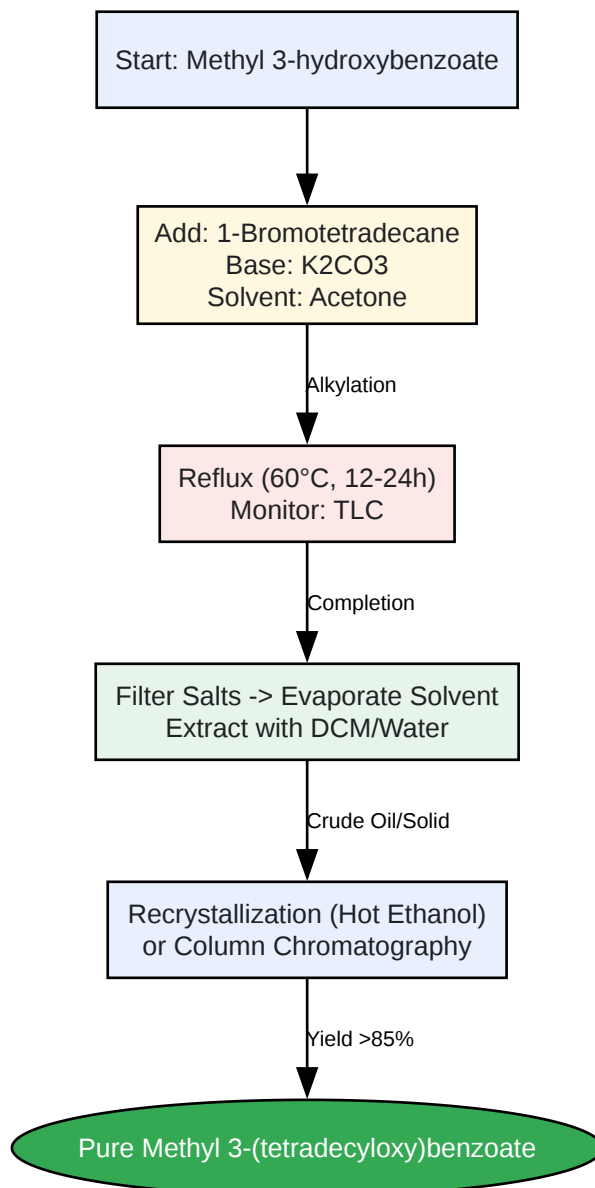 Start: Methyl 3-hydroxybenzoate
Add: 1-Bromotetradecane
Base: K2CO3
Solvent: Acetone
Alkylation
Reflux (60°C, 12-24h)
Monitor: TLC
Completion
Filter Salts -> Evaporate Solvent
Extract with DCM/Water
Crude Oil/Solid
Recrystallization (Hot Ethanol)
or Column Chromatography
Yield >85%
Pure Methyl 3-(tetradecyloxy)benzoate